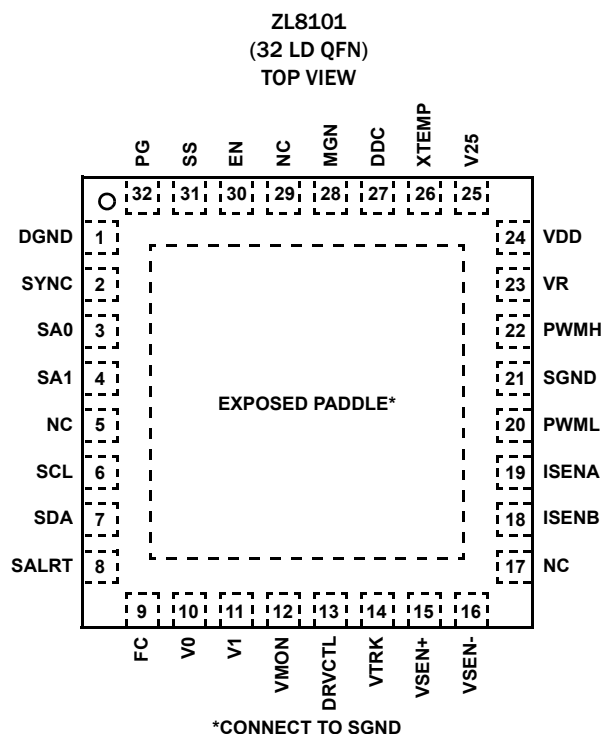 ZL8101
(32 LD QFN)
TOP VIEW
PG SS EN NC MGN DDC XTEMP V25
32 31 30 29 28 27 26 25
DGND 1
SYNC 2
SA0 3
SA1 4
NC 5
SCL 6
SDA 7
SALRT 8
24 VDD
23 VR
22 PWMH
21 SGND
20 PWML
19 ISENA
18 ISENB
17 NC
EXPOSED PADDLE*
9 10 11 12 13 14 15 16
FC V0 V1 VMON DRVCTL VTRK VSEN+ VSEN-
*CONNECT TO SGND